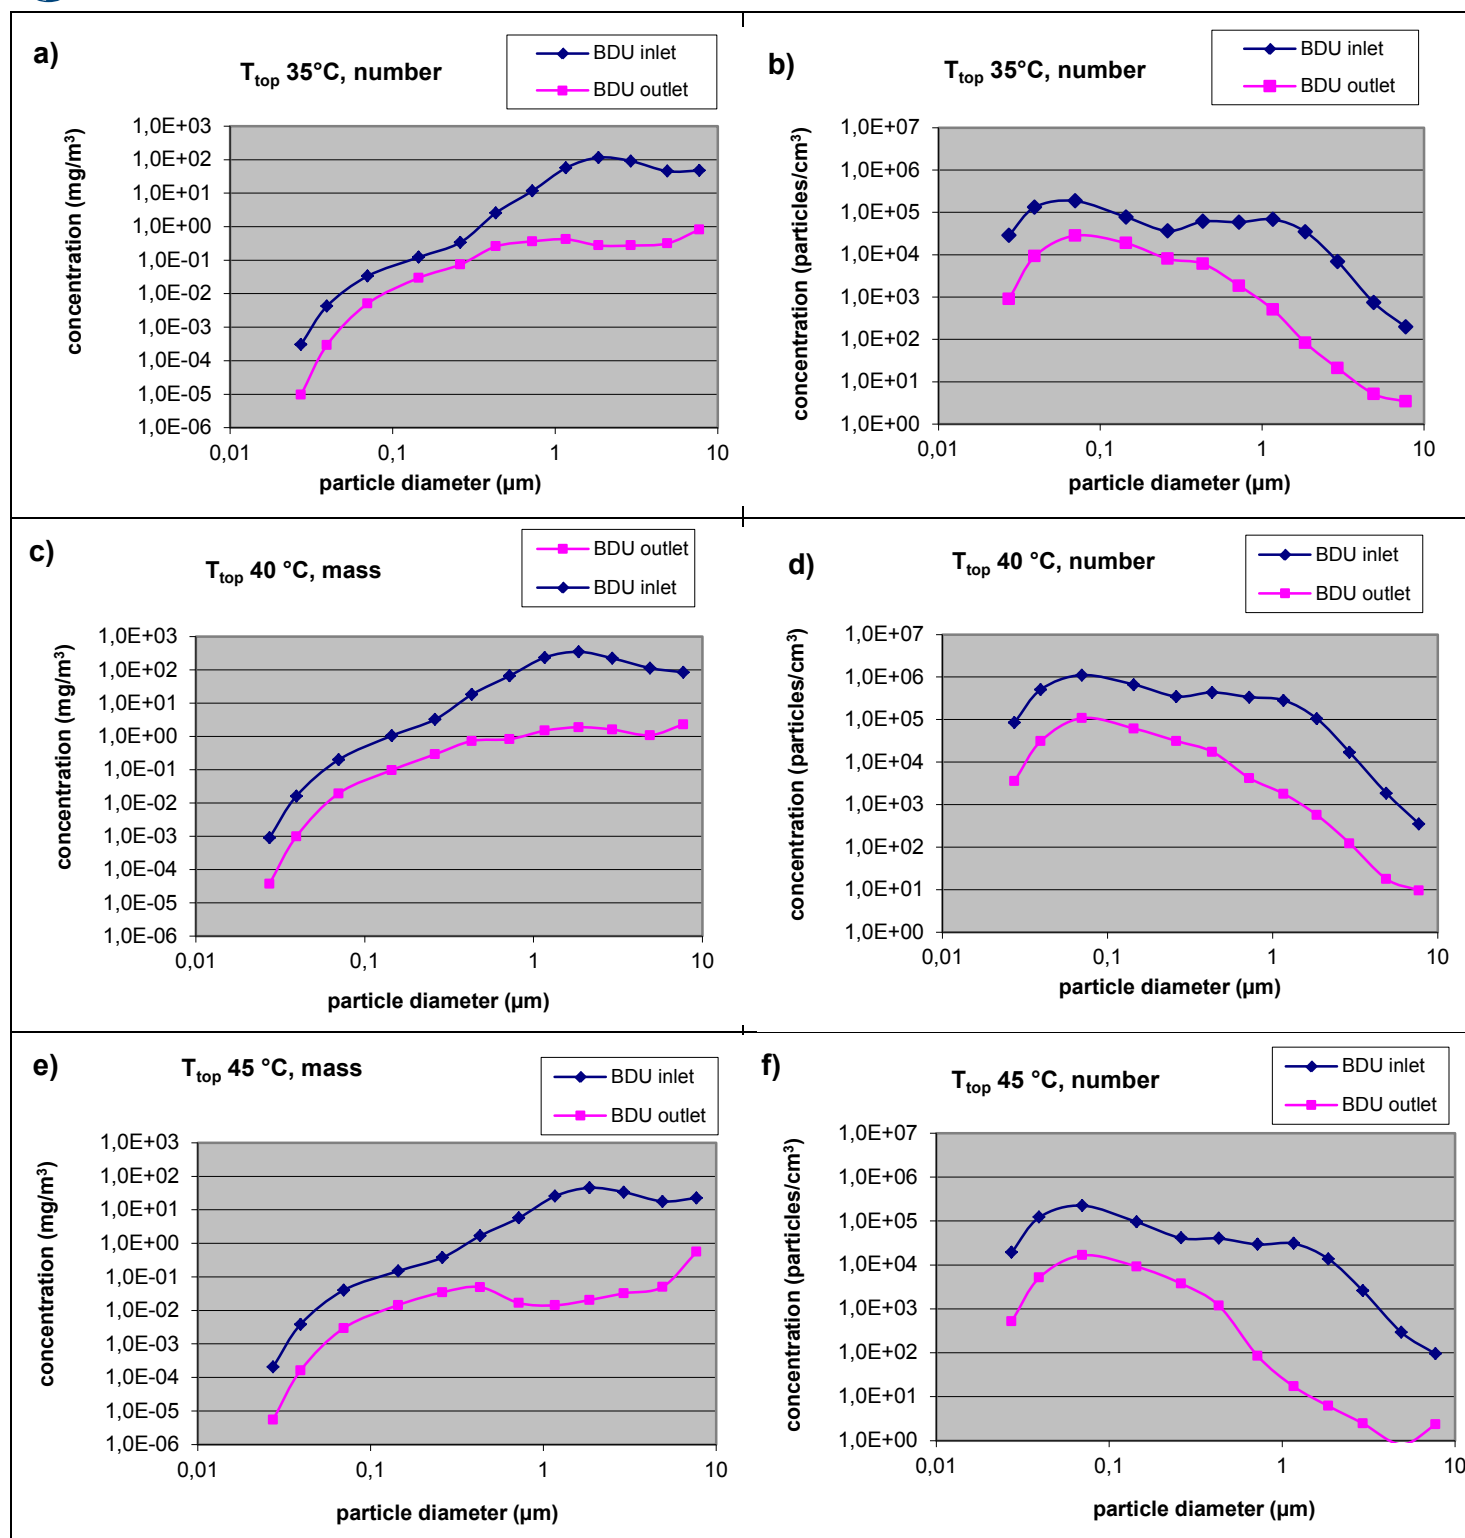 a)
T_top 35°C, number
BDU inlet
BDU outlet
concentration (mg/m³)
1,0E+03
1,0E+02
1,0E+01
1,0E+00
1,0E-01
1,0E-02
1,0E-03
1,0E-04
1,0E-05
1,0E-06
0,01
0,1
1
10
particle diameter (µm)
b)
T_top 35°C, number
BDU inlet
BDU outlet
concentration (particles/cm³)
1,0E+07
1,0E+06
1,0E+05
1,0E+04
1,0E+03
1,0E+02
1,0E+01
1,0E+00
0,01
0,1
1
10
particle diameter (µm)
c)
T_top 40 °C, mass
BDU outlet
BDU inlet
concentration (mg/m³)
1,0E+03
1,0E+02
1,0E+01
1,0E+00
1,0E-01
1,0E-02
1,0E-03
1,0E-04
1,0E-05
1,0E-06
0,01
0,1
1
10
particle diameter (µm)
d)
T_top 40 °C, number
BDU inlet
BDU outlet
concentration (particles/cm³)
1,0E+07
1,0E+06
1,0E+05
1,0E+04
1,0E+03
1,0E+02
1,0E+01
1,0E+00
0,01
0,1
1
10
particle diameter (µm)
e)
T_top 45 °C, mass
BDU inlet
BDU outlet
concentration (mg/m³)
1,0E+03
1,0E+02
1,0E+01
1,0E+00
1,0E-01
1,0E-02
1,0E-03
1,0E-04
1,0E-05
1,0E-06
0,01
0,1
1
10
particle diameter (µm)
f)
T_top 45 °C, number
BDU inlet
BDU outlet
concentration (particles/cm³)
1,0E+07
1,0E+06
1,0E+05
1,0E+04
1,0E+03
1,0E+02
1,0E+01
1,0E+00
0,01
0,1
1
10
particle diameter (µm)